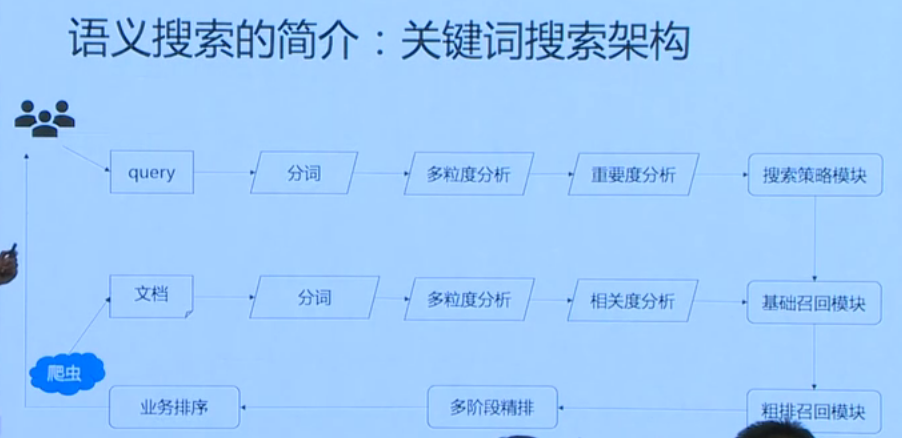 语义搜索的简介：关键词搜索架构
query
分词
多粒度分析
重要度分析
搜索策略模块
文档
分词
多粒度分析
相关度分析
基础召回模块
爬虫
业务排序
多阶段精排
粗排召回模块